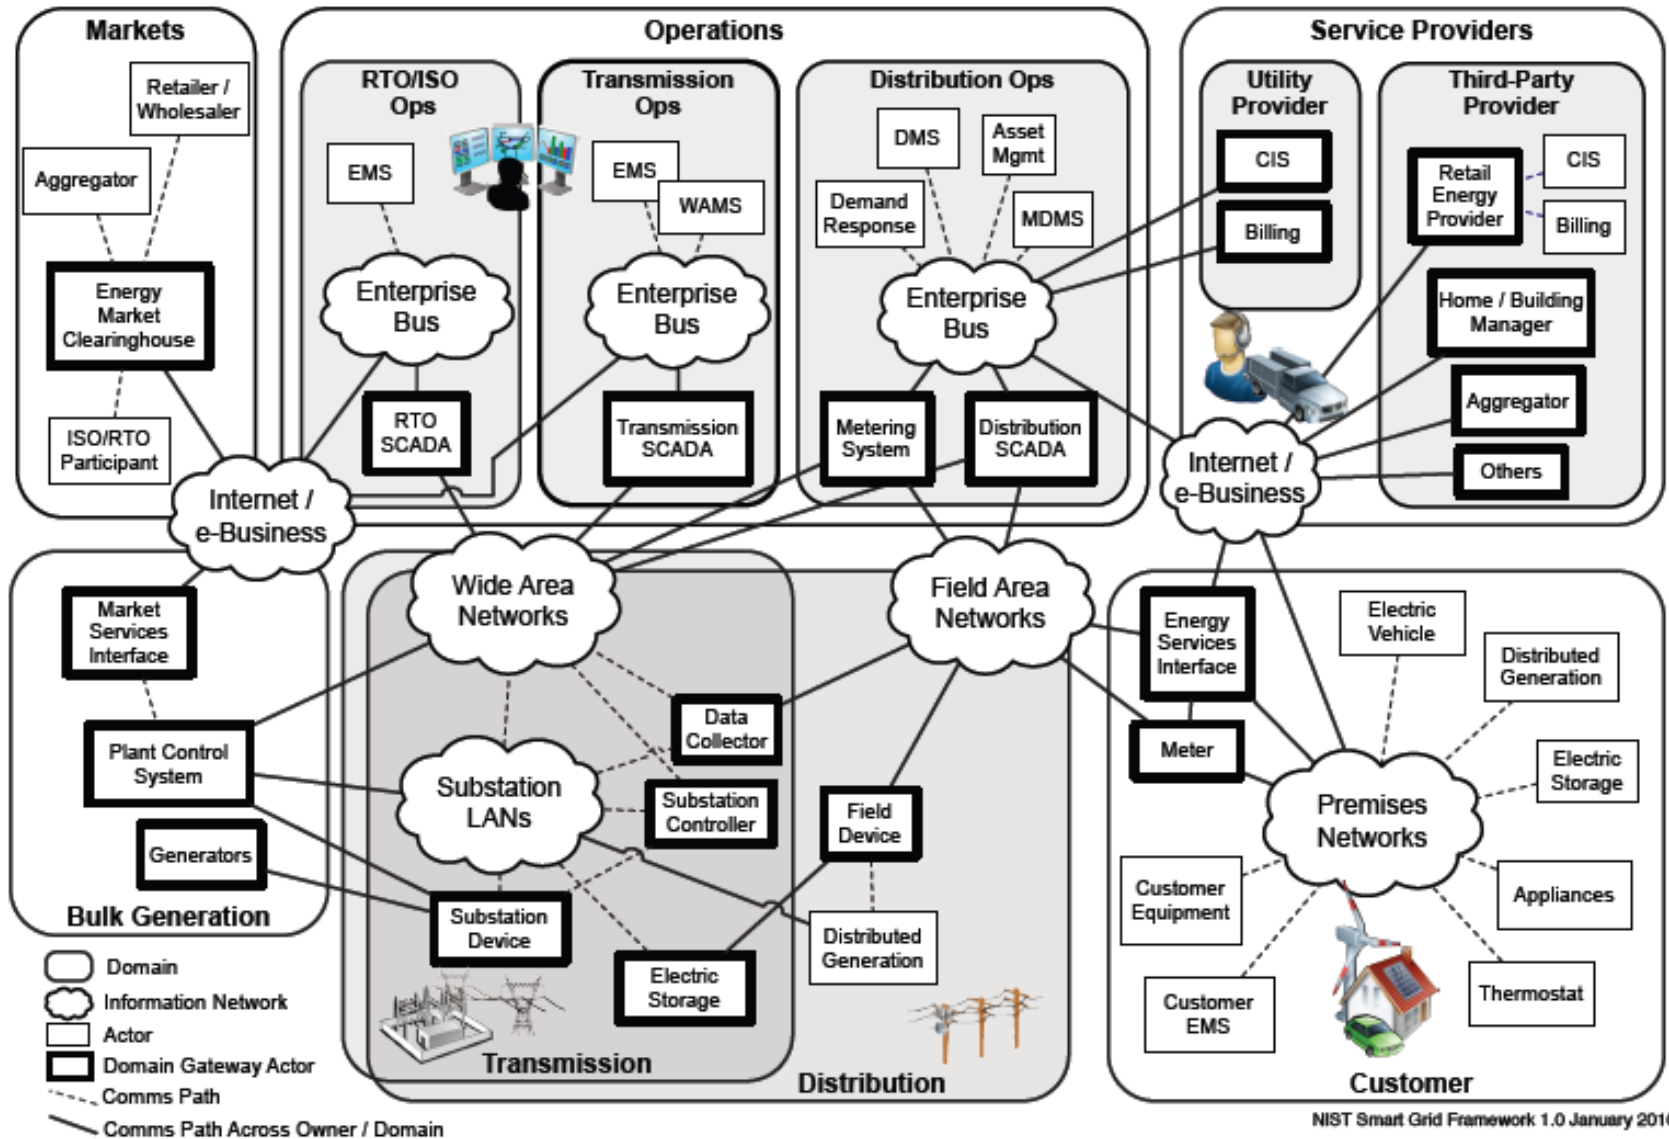 Markets
Retailer /
Wholesaler
Aggregator
Energy
Market
Clearinghouse
ISO/RTO
Participant
Internet /
e-Business
Operations
RTO/ISO
Ops
EMS
Enterprise
Bus
RTO
SCADA
Transmission
Ops
EMS
WAMS
Enterprise
Bus
Transmission
SCADA
Distribution Ops
DMS
Asset
Mgmt
Demand
Response
MDMS
Enterprise
Bus
Metering
System
Distribution
SCADA
Service Providers
Utility
Provider
CIS
Billing
Third-Party
Provider
Retail
Energy
Provider
CIS
Billing
Home / Building
Manager
Aggregator
Others
Internet /
e-Business
Market
Services
Interface
Plant Control
System
Generators
Bulk Generation
Wide Area
Networks
Data
Collector
Substation
LANs
Substation
Controller
Substation
Device
Electric
Storage
Transmission
Field Area
Networks
Field
Device
Distributed
Generation
Distribution
Energy
Services
Interface
Meter
Electric
Vehicle
Distributed
Generation
Electric
Storage
Premises
Networks
Customer
Equipment
Appliances
Customer
EMS
Thermostat
Customer
Domain
Information Network
Actor
Domain Gateway Actor
Comms Path
Comms Path Across Owner / Domain
NIST Smart Grid Framework 1.0 January 2010